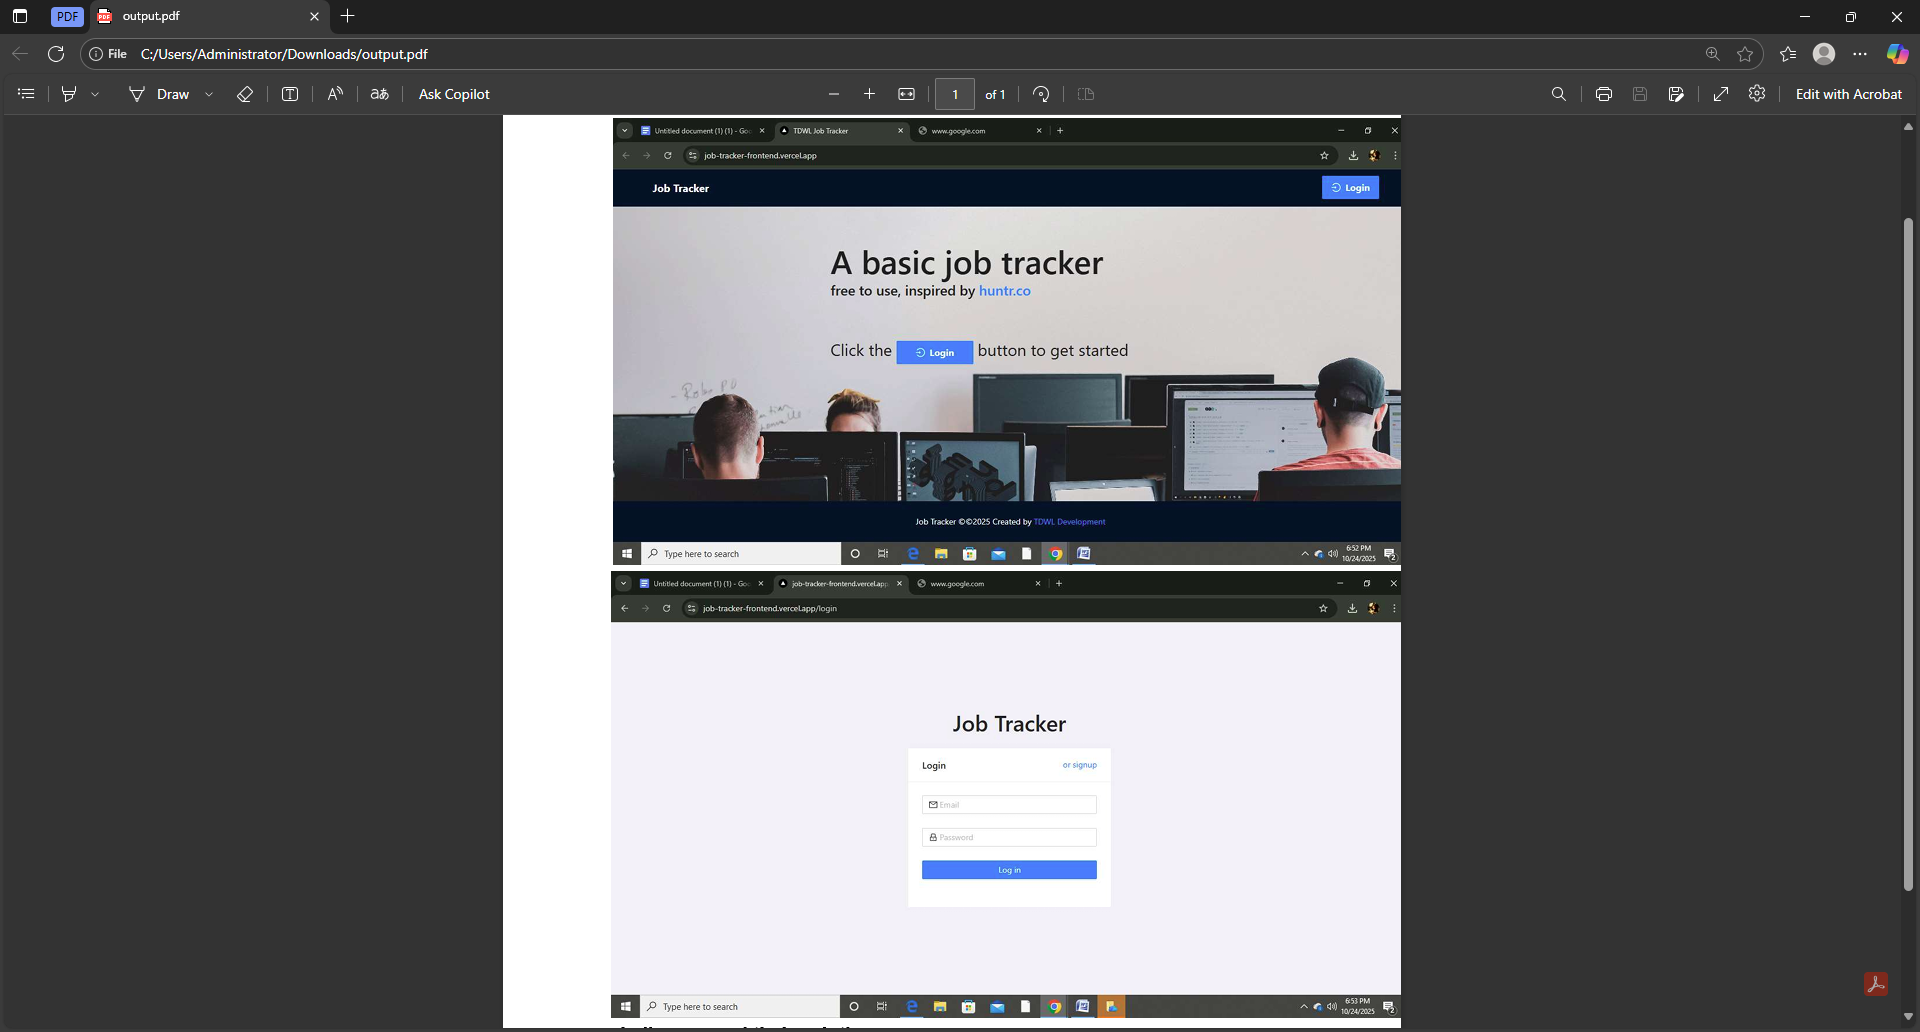 PDF output.pdf
File C:/Users/Administrator/Downloads/output.pdf
Draw aあ Ask Copilot 1 of 1 Edit with Acrobat
Untitled document (1) (1) - Goo TDWL Job Tracker www.google.com
job-tracker-frontend.vercel.app
Job Tracker Login
A basic job tracker
free to use, inspired by huntr.co
Click the Login button to get started
Job Tracker ©©2025 Created by TDWL Development
Type here to search 6:52 PM
10/24/2025
Untitled document (1) (1) - Goo job-tracker-frontend.vercel.app www.google.com
job-tracker-frontend.vercel.app/login
Job Tracker
Login or signup
Email
Password
Log in
Type here to search 6:53 PM
10/24/2025